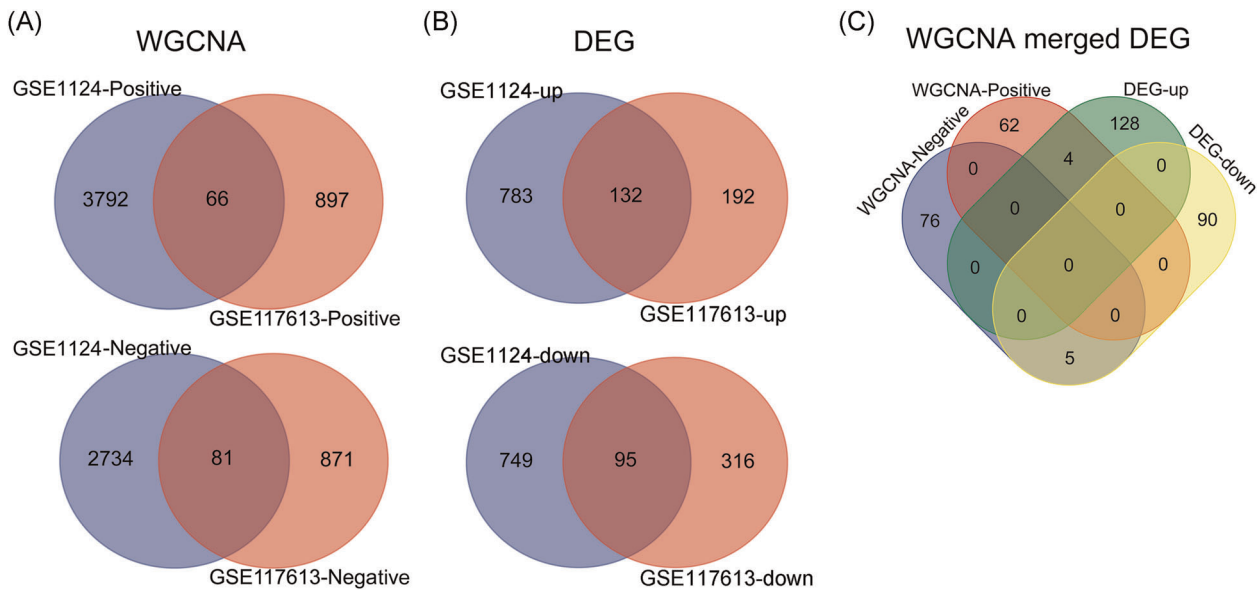 (A)
WGCNA
GSE1124-Positive
3792
66
897
GSE117613-Positive
GSE1124-Negative
2734
81
871
GSE117613-Negative
(B)
DEG
GSE1124-up
783
132
192
GSE117613-up
GSE1124-down
749
95
316
GSE117613-down
(C)
WGCNA merged DEG
WGCNA-Negative
WGCNA-Positive
DEG-up
DEG-down
62
128
0
4
0
76
0
0
90
0
0
0
0
0
5